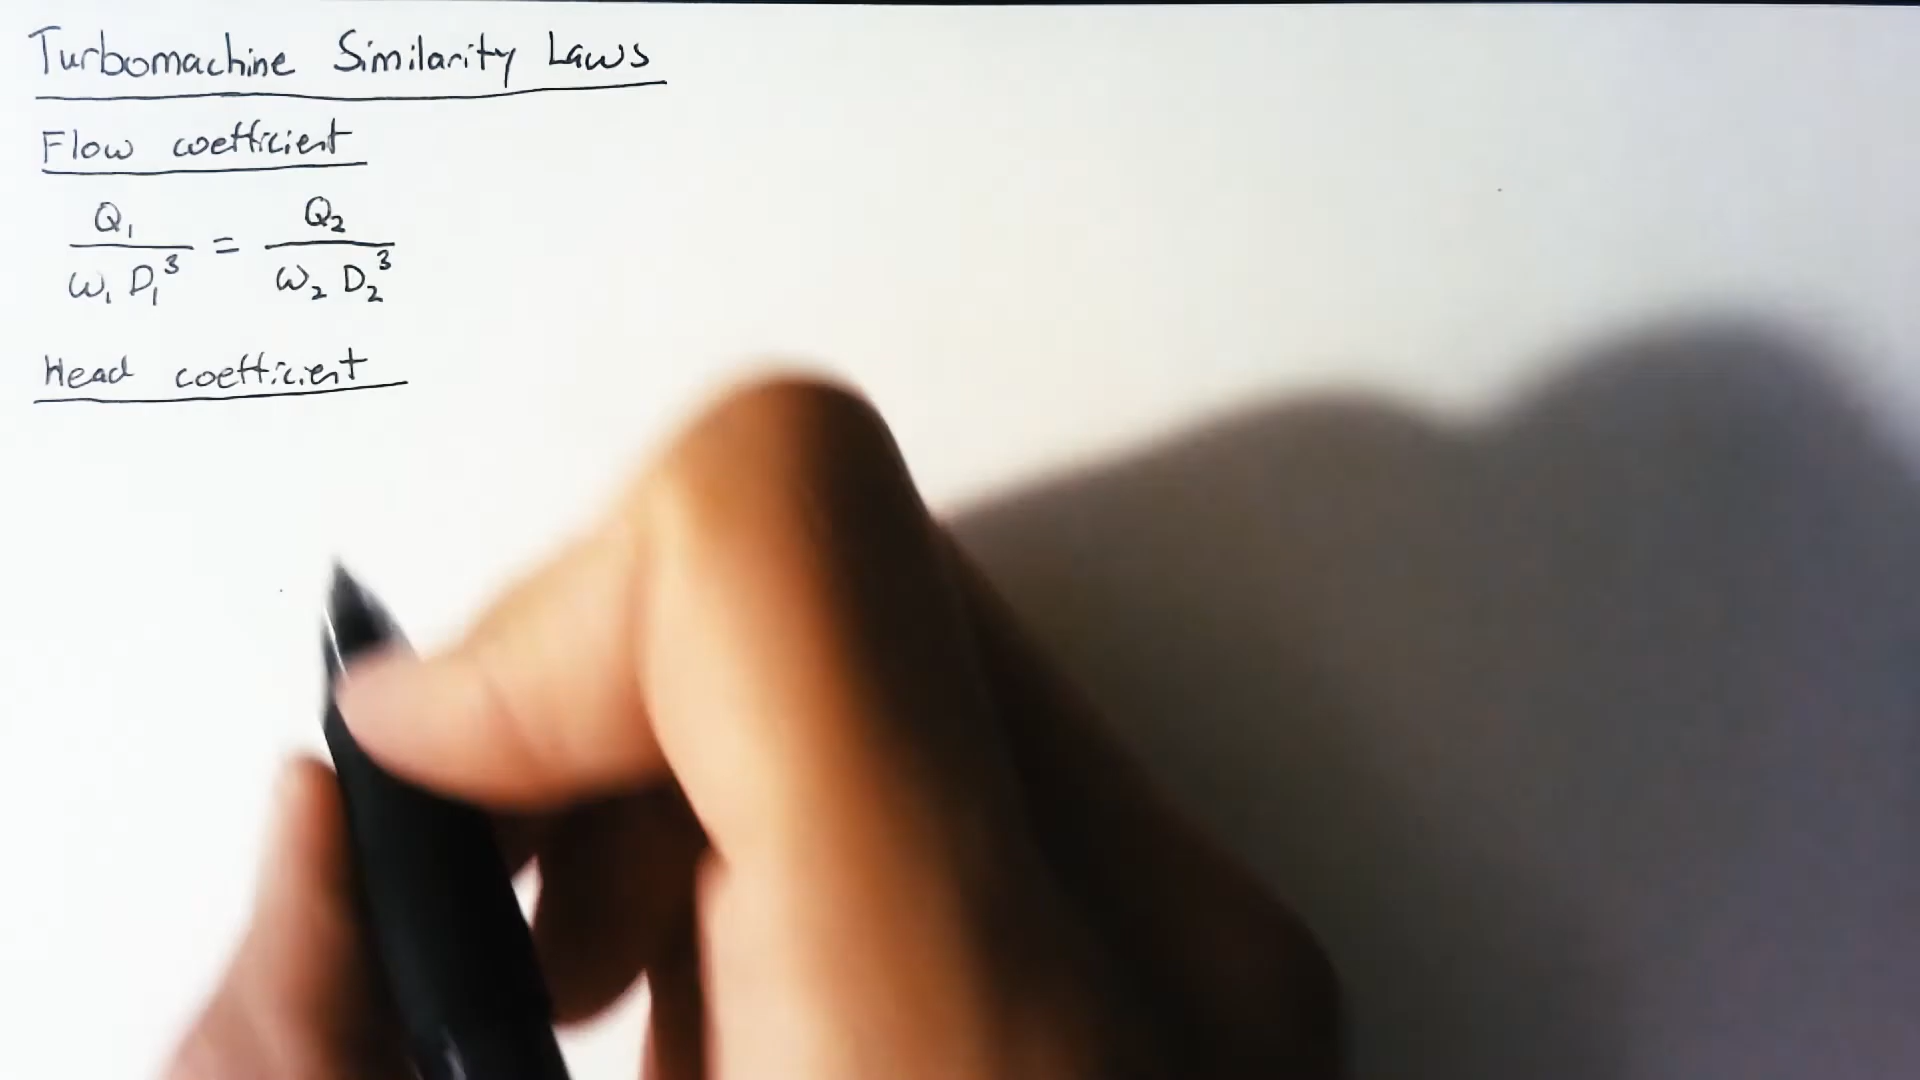 Turbomachine Similarity Laws
Flow coefficient
Q₁ / ω₁ D₁³ = Q₂ / ω₂ D₂³
Head coefficient